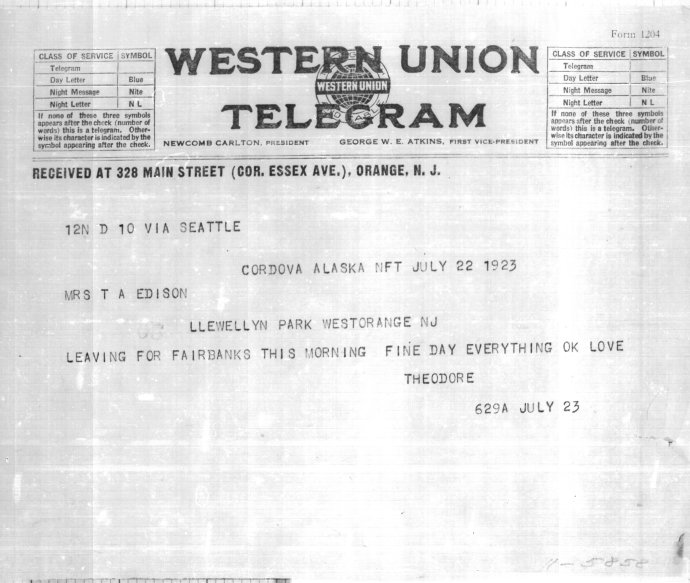 Form 1204
CLASS OF SERVICE SYMBOL
Telegram
Day Letter Blue
Night Message Nite
Night Letter N L
If none of these three symbols
appears after the check (number of
words) this is a telegram. Other-
wise its character is indicated by the
symbol appearing after the check.
WESTERN UNION
WESTERN UNION
TELEGRAM
NEWCOMB CARLTON, PRESIDENT GEORGE W. E. ATKINS, FIRST VICE-PRESIDENT
CLASS OF SERVICE SYMBOL
Telegram
Day Letter Blue
Night Message Nite
Night Letter N L
If none of these three symbols
appears after the check (number of
words) this is a telegram. Other-
wise its character is indicated by the
symbol appearing after the check.
RECEIVED AT 328 MAIN STREET (COR. ESSEX AVE.), ORANGE, N. J.
12N D 10 VIA SEATTLE
CORDOVA ALASKA NFT JULY 22 1923
MRS T A EDISON
LLEWELLYN PARK WESTORANGE NJ
LEAVING FOR FAIRBANKS THIS MORNING FINE DAY EVERYTHING OK LOVE
THEODORE
629A JULY 23